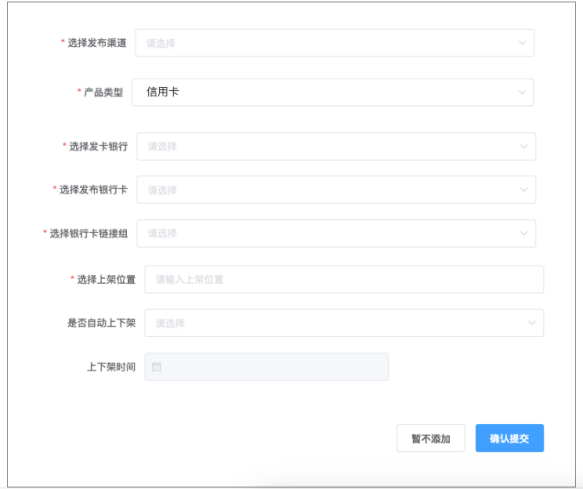 * 选择发布渠道 请选择
* 产品类型 信用卡
* 选择发卡银行 请选择
* 选择发布银行卡 请选择
* 选择银行卡链接组 请选择
* 选择上架位置 请输入上架位置
是否自动上下架 请选择
上下架时间
暂不添加 确认提交